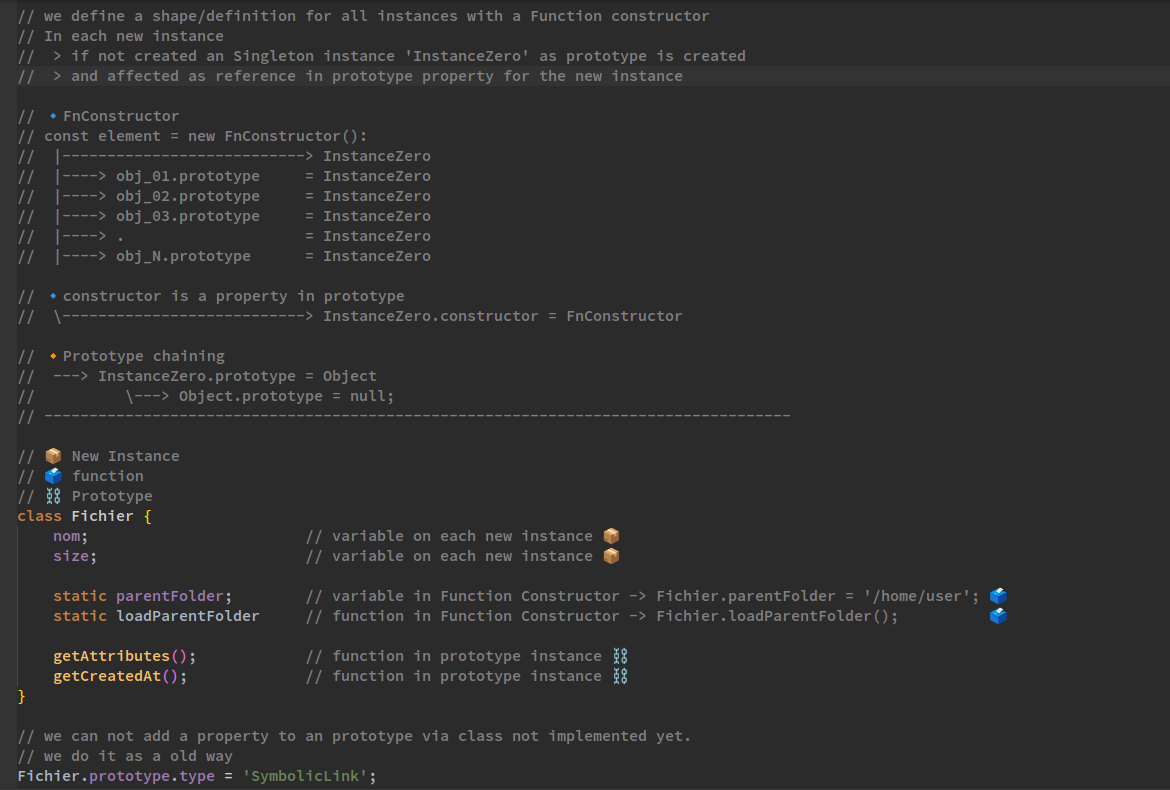 // we define a shape/definition for all instances with a Function constructor
// In each new instance
//  > if not created an Singleton instance 'InstanceZero' as prototype is created
//  > and affected as reference in prototype property for the new instance
// 🔹FnConstructor
// const element = new FnConstructor():
//  |---------------------------> InstanceZero
//  |----> obj_01.prototype     = InstanceZero
//  |----> obj_02.prototype     = InstanceZero
//  |----> obj_03.prototype     = InstanceZero
//  |----> .                    = InstanceZero
//  |----> obj_N.prototype      = InstanceZero
// 🔹constructor is a property in prototype
//  \---------------------------> InstanceZero.constructor = FnConstructor
// 🔸Prototype chaining
//  ---> InstanceZero.prototype = Object
//          \---> Object.prototype = null;
// -----------------------------------------------------------------------------------
// 📦 New Instance
// 🗳️ function
// ⛓️ Prototype
class Fichier {
    nom;                        // variable on each new instance 📦
    size;                       // variable on each new instance 📦
    static parentFolder;        // variable in Function Constructor -> Fichier.parentFolder = '/home/user'; 🗳️
    static loadParentFolder     // function in Function Constructor -> Fichier.loadParentFolder();          🗳️
    getAttributes();            // function in prototype instance ⛓️
    getCreatedAt();             // function in prototype instance ⛓️
}
// we can not add a property to an prototype via class not implemented yet.
// we do it as a old way
Fichier.prototype.type = 'SymbolicLink';